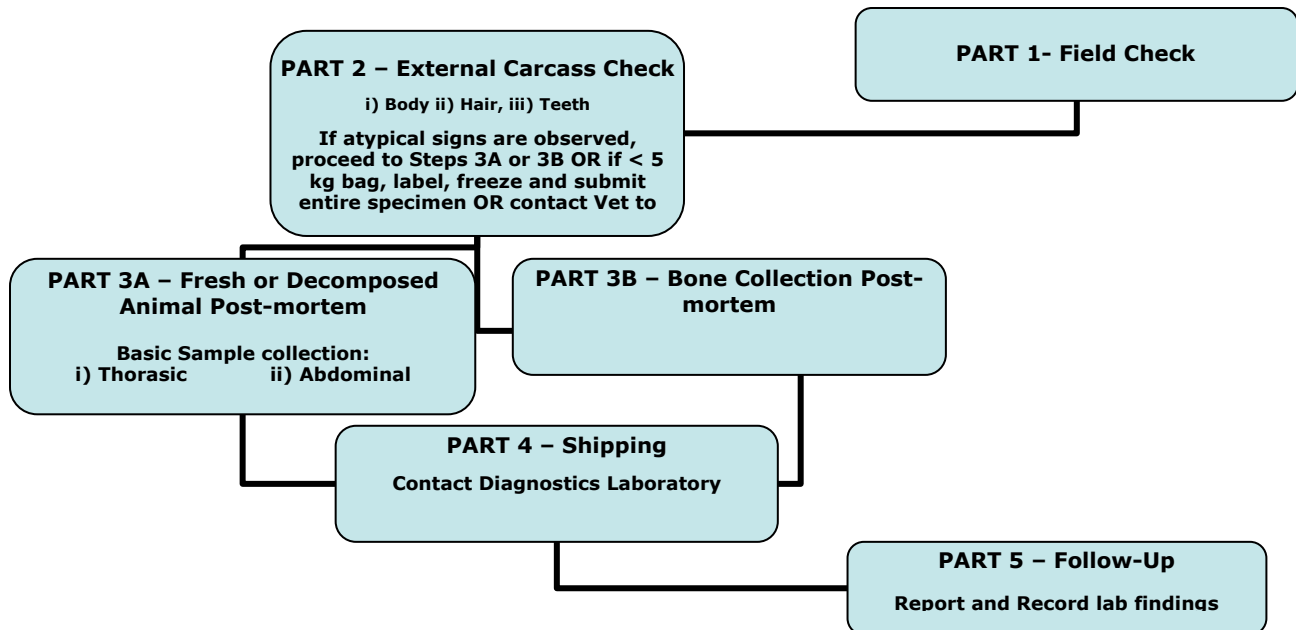 PART 1- Field Check
PART 2 – External Carcass Check
i) Body ii) Hair, iii) Teeth
If atypical signs are observed,
proceed to Steps 3A or 3B OR if < 5
kg bag, label, freeze and submit
entire specimen OR contact Vet to
PART 3A – Fresh or Decomposed
Animal Post-mortem
Basic Sample collection:
i) Thorasic ii) Abdominal
PART 3B – Bone Collection Post-
mortem
PART 4 – Shipping
Contact Diagnostics Laboratory
PART 5 – Follow-Up
Report and Record lab findings